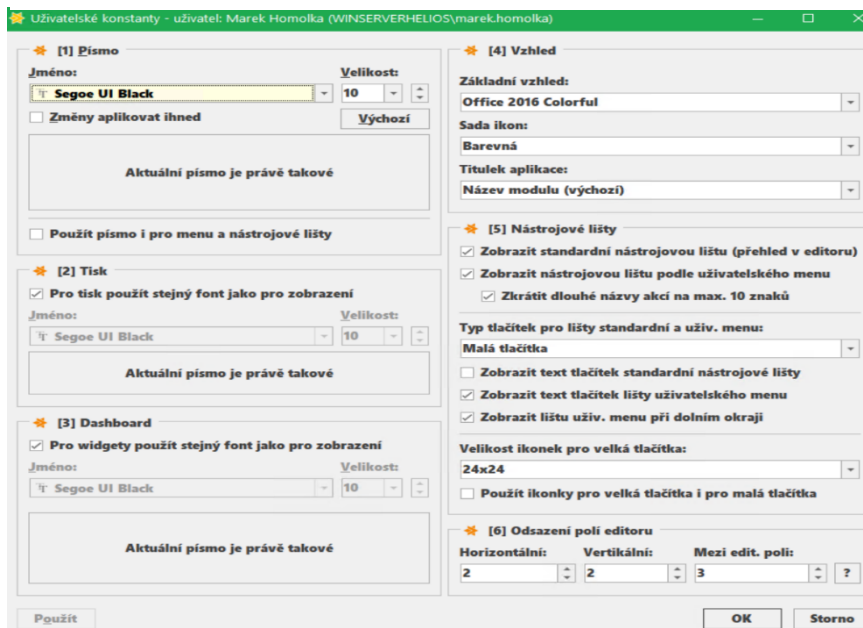 Uživatelské konstanty - uživatel: Marek Homolka (WINSERVERHELIOS\marek.homolka)
[1] Písmo
Jméno: Velikost:
Segoe UI Black 10
Změny aplikovat ihned Výchozí
Aktuální písmo je právě takové
Použít písmo i pro menu a nástrojové lišty
[2] Tisk
Pro tisk použít stejný font jako pro zobrazení
Jméno: Velikost:
Segoe UI Black 10
Aktuální písmo je právě takové
[3] Dashboard
Pro widgety použít stejný font jako pro zobrazení
Jméno: Velikost:
Segoe UI Black 10
Aktuální písmo je právě takové
[4] Vzhled
Základní vzhled:
Office 2016 Colorful
Sada ikon:
Barevná
Titulek aplikace:
Název modulu (výchozí)
[5] Nástrojové lišty
Zobrazit standardní nástrojovou lištu (přehled v editoru)
Zobrazit nástrojovou lištu podle uživatelského menu
Zkrátit dlouhé názvy akcí na max. 10 znaků
Typ tlačítek pro lišty standardní a uživ. menu:
Malá tlačítka
Zobrazit text tlačítek standardní nástrojové lišty
Zobrazit text tlačítek lišty uživatelského menu
Zobrazit lištu uživ. menu při dolním okraji
Velikost ikonek pro velká tlačítka:
24x24
Použít ikonky pro velká tlačítka i pro malá tlačítka
[6] Odsazení polí editoru
Horizontální: Vertikální: Mezi edit. poli:
2 2 3 ?
Použít OK Storno